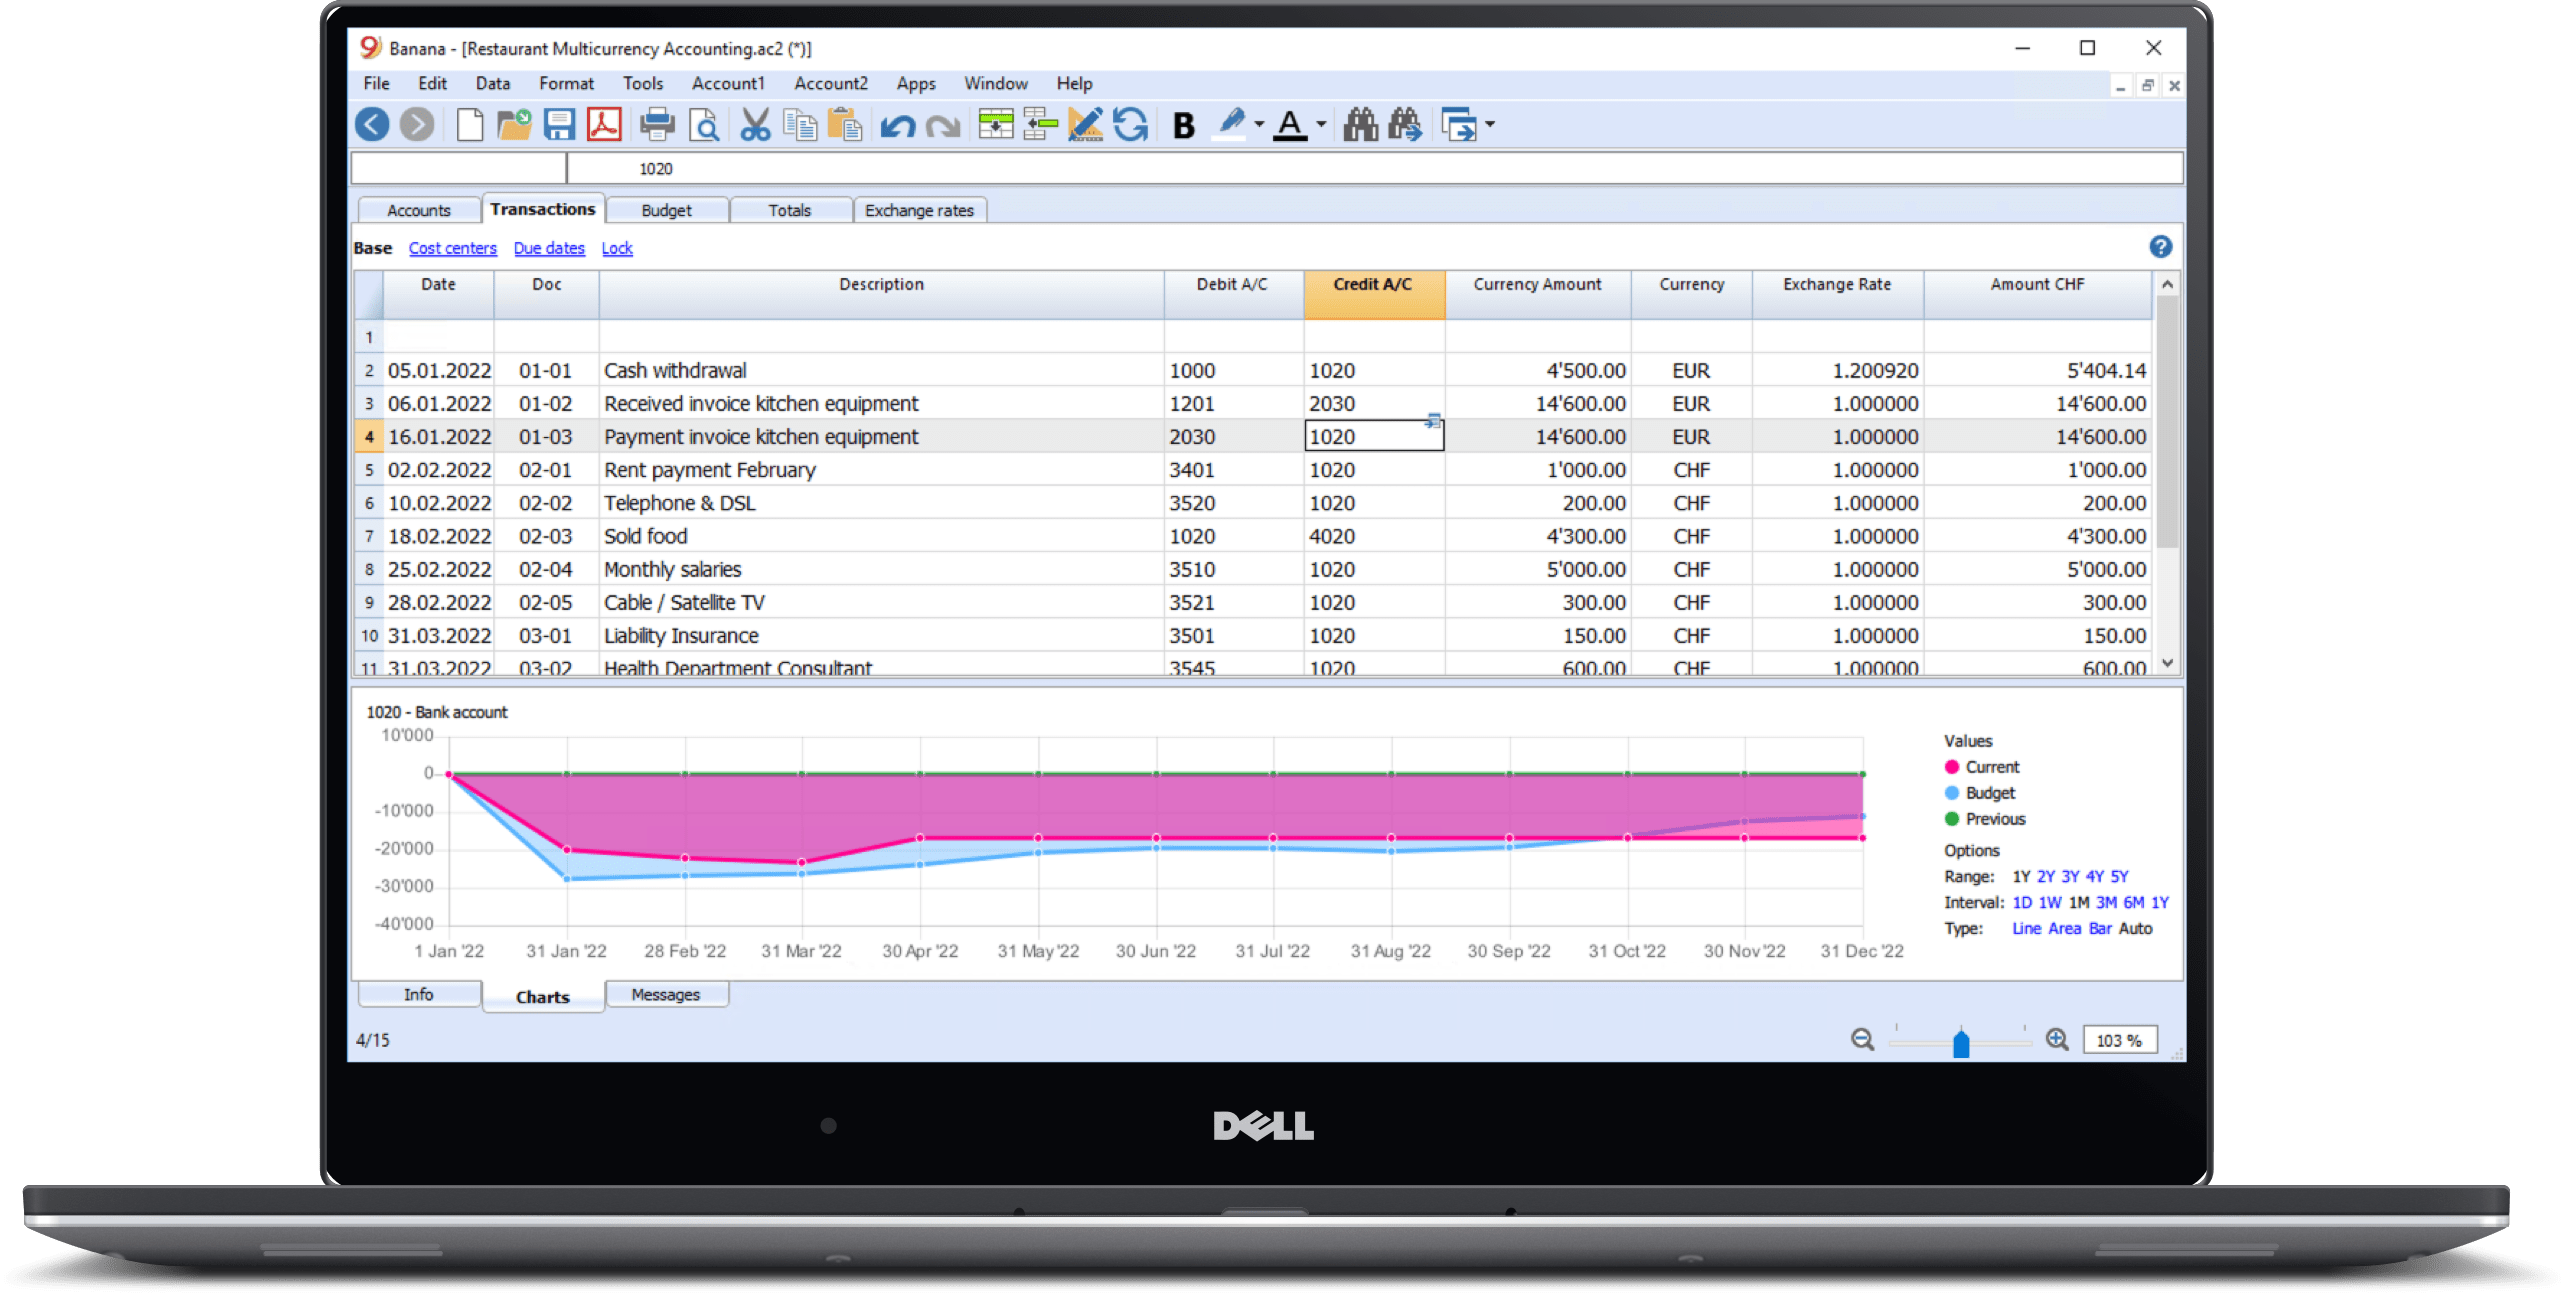 Banana - [Restaurant Multicurrency Accounting.ac2 (*)]
File Edit Data Format Tools Account1 Account2 Apps Window Help
B A
1020
Accounts Transactions Budget Totals Exchange rates
Base Cost centers Due dates Lock ?
Date Doc Description Debit A/C Credit A/C Currency Amount Currency Exchange Rate Amount CHF
1
2 05.01.2022 01-01 Cash withdrawal 1000 1020 4'500.00 EUR 1.200920 5'404.14
3 06.01.2022 01-02 Received invoice kitchen equipment 1201 2030 14'600.00 EUR 1.000000 14'600.00
4 16.01.2022 01-03 Payment invoice kitchen equipment 2030 1020 14'600.00 EUR 1.000000 14'600.00
5 02.02.2022 02-01 Rent payment February 3401 1020 1'000.00 CHF 1.000000 1'000.00
6 10.02.2022 02-02 Telephone & DSL 3520 1020 200.00 CHF 1.000000 200.00
7 18.02.2022 02-03 Sold food 1020 4020 4'300.00 CHF 1.000000 4'300.00
8 25.02.2022 02-04 Monthly salaries 3510 1020 5'000.00 CHF 1.000000 5'000.00
9 28.02.2022 02-05 Cable / Satellite TV 3521 1020 300.00 CHF 1.000000 300.00
10 31.03.2022 03-01 Liability Insurance 3501 1020 150.00 CHF 1.000000 150.00
11 31.03.2022 03-02 Health Department Consultant 3545 1020 600.00 CHF 1.000000 600.00
1020 - Bank account
10'000
0
-10'000
-20'000
-30'000
-40'000
1 Jan '22 31 Jan '22 28 Feb '22 31 Mar '22 30 Apr '22 31 May '22 30 Jun '22 31 Jul '22 31 Aug '22 30 Sep '22 31 Oct '22 30 Nov '22 31 Dec '22
Values
Current
Budget
Previous
Options
Range: 1Y 2Y 3Y 4Y 5Y
Interval: 1D 1W 1M 3M 6M 1Y
Type: Line Area Bar Auto
Info Charts Messages
4/15 103 %
DELL